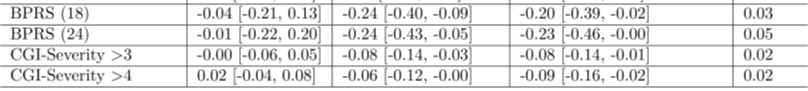 BPRS (18) -0.04 [-0.21, 0.13] -0.24 [-0.40, -0.09] -0.20 [-0.39, -0.02] 0.03
BPRS (24) -0.01 [-0.22, 0.20] -0.24 [-0.43, -0.05] -0.23 [-0.46, -0.00] 0.05
CGI-Severity >3 -0.00 [-0.06, 0.05] -0.08 [-0.14, -0.03] -0.08 [-0.14, -0.01] 0.02
CGI-Severity >4 0.02 [-0.04, 0.08] -0.06 [-0.12, -0.00] -0.09 [-0.16, -0.02] 0.02